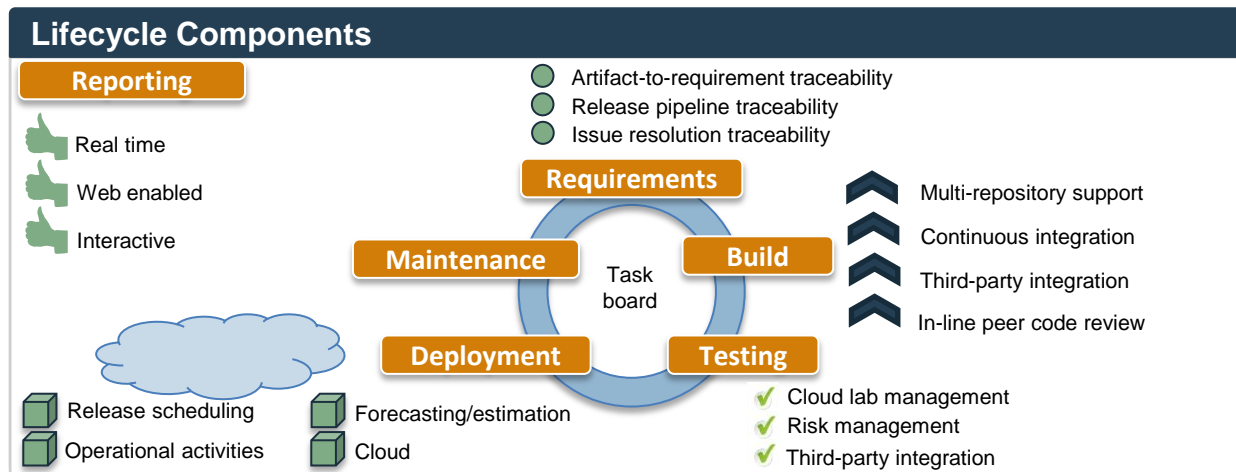 Lifecycle Components
Reporting
Real time
Web enabled
Interactive
Artifact-to-requirement traceability
Release pipeline traceability
Issue resolution traceability
Requirements
Maintenance
Build
Task
board
Deployment
Testing
Multi-repository support
Continuous integration
Third-party integration
In-line peer code review
Release scheduling
Operational activities
Forecasting/estimation
Cloud
Cloud lab management
Risk management
Third-party integration